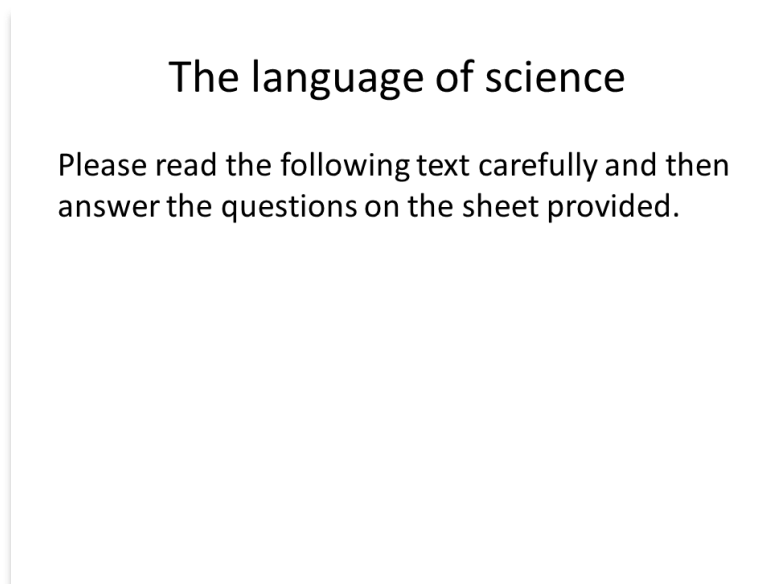 The language of science
Please read the following text carefully and then
answer the questions on the sheet provided.